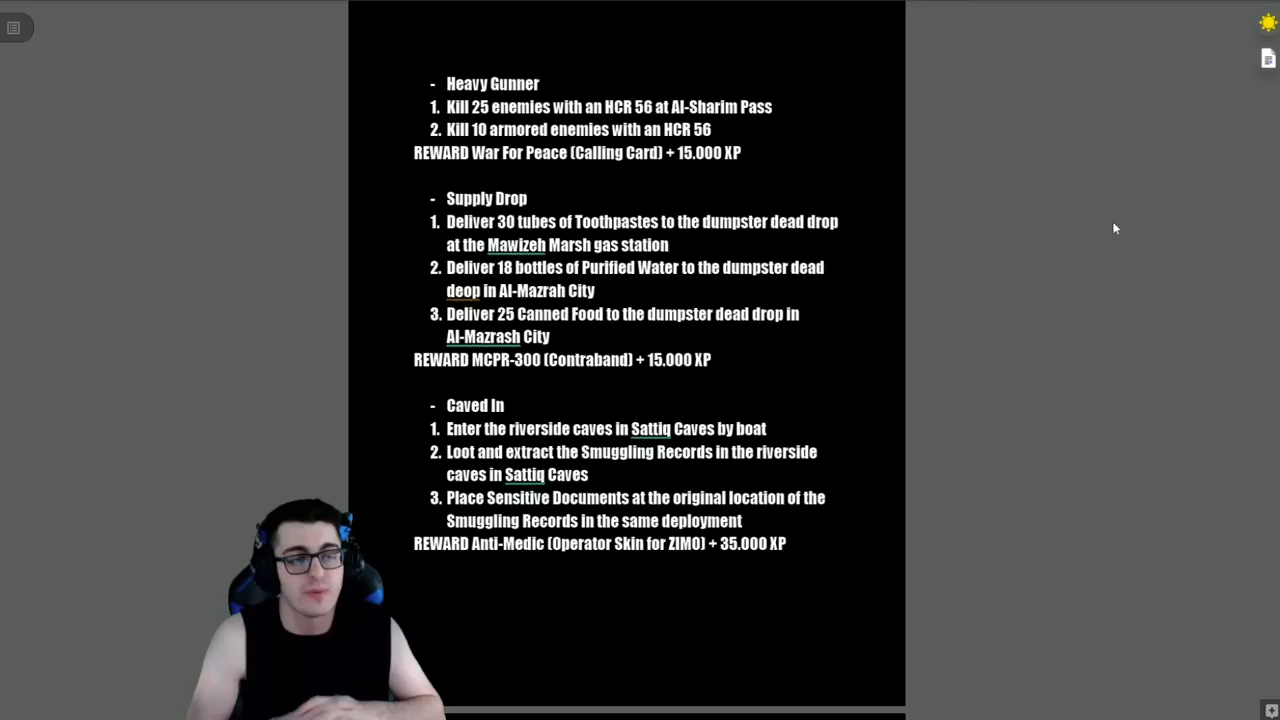 - Heavy Gunner
1. Kill 25 enemies with an HCR 56 at Al-Sharim Pass
2. Kill 10 armored enemies with an HCR 56
REWARD War For Peace (Calling Card) + 15.000 XP
- Supply Drop
1. Deliver 30 tubes of Toothpastes to the dumpster dead drop
at the Mawizeh Marsh gas station
2. Deliver 18 bottles of Purified Water to the dumpster dead
deop in Al-Mazrah City
3. Deliver 25 Canned Food to the dumpster dead drop in
Al-Mazrash City
REWARD MCPR-300 (Contraband) + 15.000 XP
- Caved In
1. Enter the riverside caves in Sattiq Caves by boat
2. Loot and extract the Smuggling Records in the riverside
caves in Sattiq Caves
3. Place Sensitive Documents at the original location of the
Smuggling Records in the same deployment
REWARD Anti-Medic (Operator Skin for ZIMO) + 35.000 XP